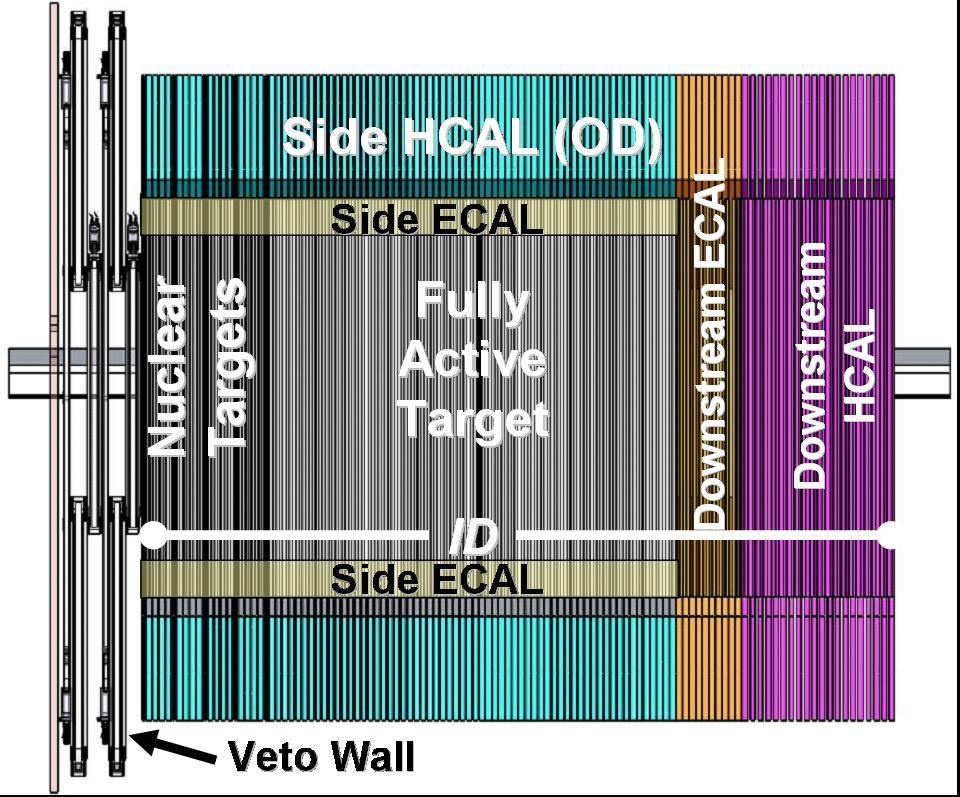 Side HCAL (OD)
Side ECAL
Nuclear
Targets
Fully
Active
Target
Downstream ECAL
Downstream
HCAL
ID
Side ECAL
Veto Wall